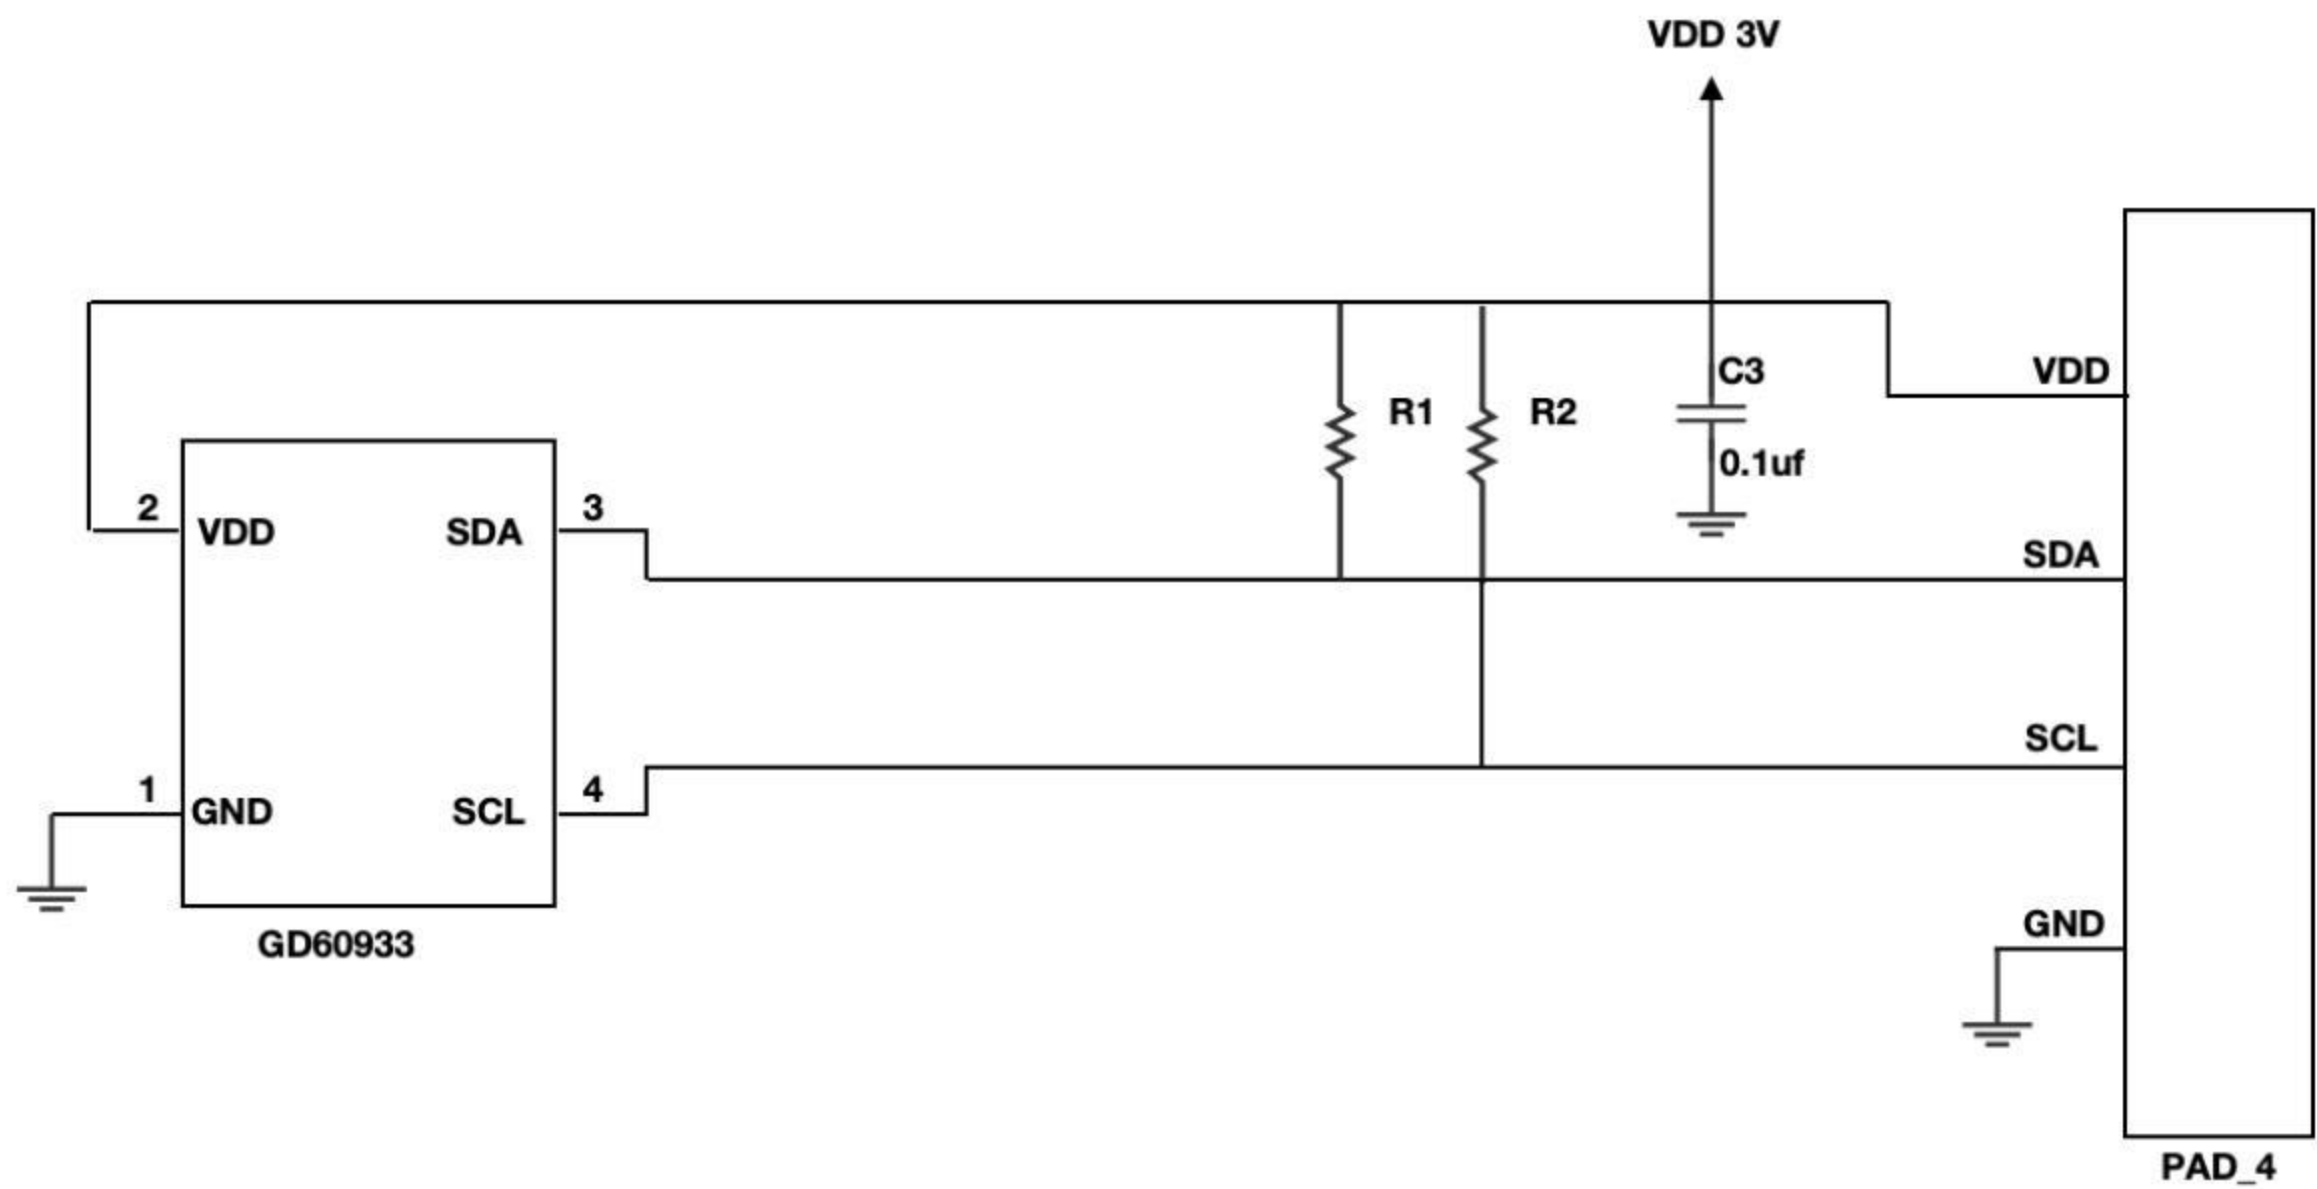 VDD 3V
C3
VDD
R1
R2
0.1uf
2
VDD
SDA
3
SDA
SCL
1
GND
SCL
4
GND
GD60933
PAD_4